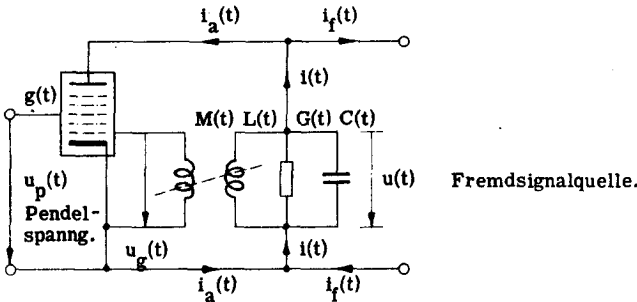 i_a(t) i_f(t)
g(t) i(t)
M(t) L(t) G(t) C(t)
u_p(t) u(t) Fremdsignalquelle.
Pendel-
spanng.
u_g(t) i(t)
i_a(t) i_f(t)